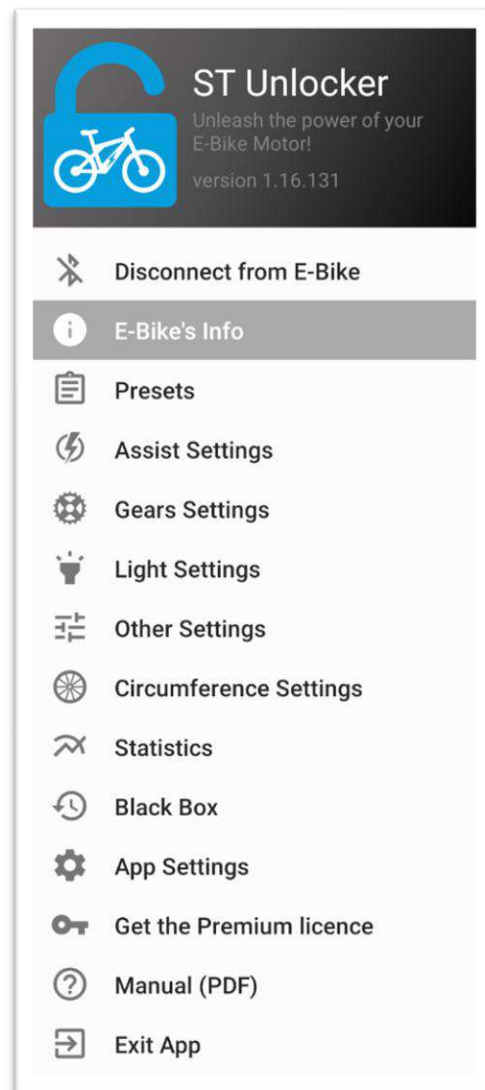 ST Unlocker
Unleash the power of your
E-Bike Motor!
version 1.16.131
Disconnect from E-Bike
E-Bike's Info
Presets
Assist Settings
Gears Settings
Light Settings
Other Settings
Circumference Settings
Statistics
Black Box
App Settings
Get the Premium licence
Manual (PDF)
Exit App